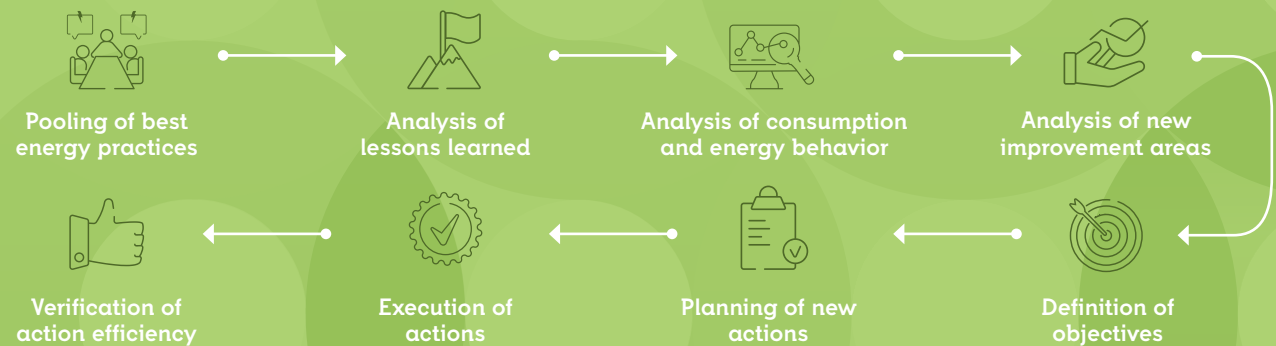 Pooling of best
energy practices
Analysis of
lessons learned
Analysis of consumption
and energy behavior
Analysis of new
improvement areas
Definition of
objectives
Planning of new
actions
Execution of
actions
Verification of
action efficiency